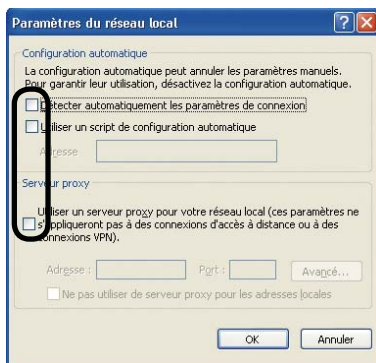 Paramètres du réseau local
Configuration automatique
La configuration automatique peut annuler les paramètres manuels.
Pour garantir leur utilisation, désactivez la configuration automatique.
Détecter automatiquement les paramètres de connexion
Utiliser un script de configuration automatique
Adresse
Serveur proxy
Utiliser un serveur proxy pour votre réseau local (ces paramètres ne
s'appliqueront pas à des connexions d'accès à distance ou à des
connexions VPN).
Adresse : Port : Avancé...
Ne pas utiliser de serveur proxy pour les adresses locales
OK Annuler